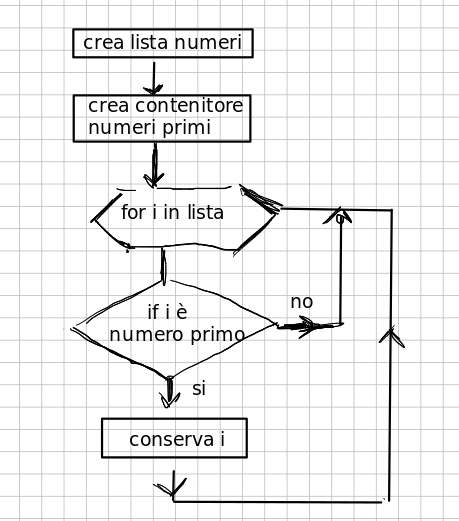 crea lista numeri
crea contenitore
numeri primi
for i in lista
if i è
numero primo
no
si
conserva i